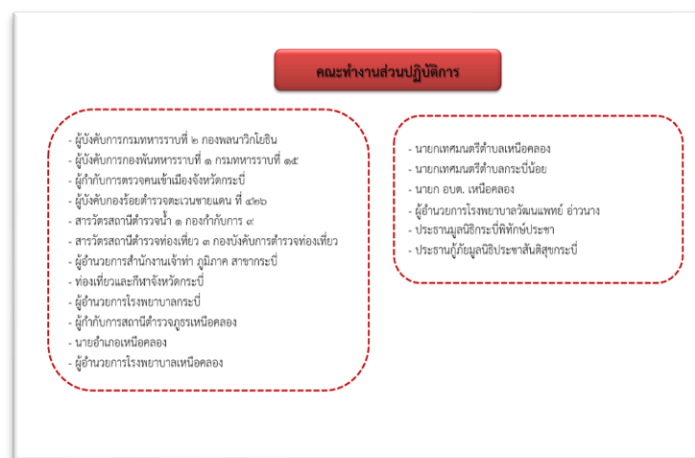 คณะทำงานส่วนปฏิบัติการ
- ผู้บังคับการกรมทหารราบที่ ๒ กองพลนาวิกโยธิน
- ผู้บังคับการกองพันทหารราบที่ ๑ กรมทหารราบที่ ๑๕
- ผู้กำกับการตรวจคนเข้าเมืองจังหวัดกระบี่
- ผู้บังคับกองร้อยตำรวจตะเวนชายแดน ที่ ๔๒๖
- สารวัตรสถานีตำรวจน้ำ ๑ กองกำกับการ ๙
- สารวัตรสถานีตำรวจท่องเที่ยว ๓ กองบังคับการตำรวจท่องเที่ยว
- ผู้อำนวยการสำนักงานเจ้าท่า ภูมิภาค สาขากระบี่
- ท่องเที่ยวและกีฬาจังหวัดกระบี่
- ผู้อำนวยการโรงพยาบาลกระบี่
- ผู้กำกับการสถานีตำรวจภูธรเหนือคลอง
- นายอำเภอเหนือคลอง
- ผู้อำนวยการโรงพยาบาลเหนือคลอง
- นายกเทศมนตรีตำบลเหนือคลอง
- นายกเทศมนตรีตำบลกระบี่น้อย
- นายก อบต. เหนือคลอง
- ผู้อำนวยการโรงพยาบาลวัฒนแพทย์ อ่าวนาง
- ประธานมูลนิธิกระบี่พิทักษ์ประชา
- ประธานกู้ภัยมูลนิธิประชาสันติสุขกระบี่